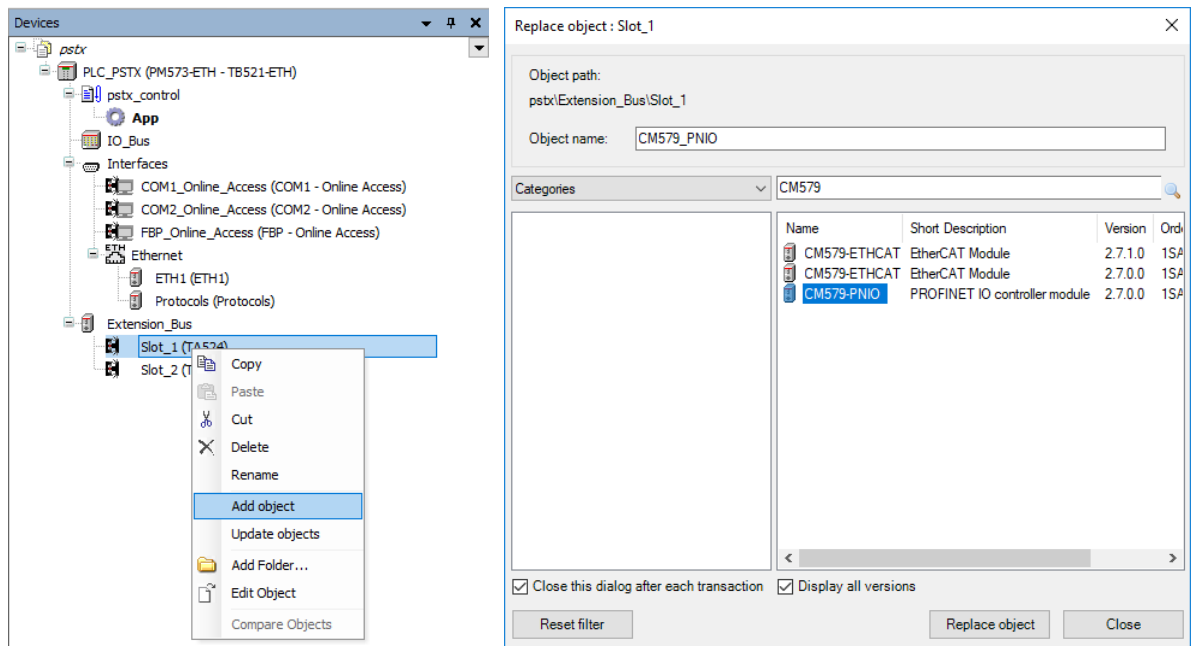 Devices
pstx
PLC_PSTX (PM573-ETH - TB521-ETH)
pstx_control
App
IO_Bus
Interfaces
COM1_Online_Access (COM1 - Online Access)
COM2_Online_Access (COM2 - Online Access)
FBP_Online_Access (FBP - Online Access)
ETH
Ethernet
ETH1 (ETH1)
Protocols (Protocols)
Extension_Bus
Slot_1 (TA524)
Slot_2 (T
Copy
Paste
Cut
Delete
Rename
Add object
Update objects
Add Folder...
Edit Object
Compare Objects
Replace object : Slot_1
Object path:
pstx\Extension_Bus\Slot_1
Object name: CM579_PNIO
Categories CM579
Name Short Description Version Orde
CM579-ETHCAT EtherCAT Module 2.7.1.0 1SA
CM579-ETHCAT EtherCAT Module 2.7.0.0 1SA
CM579-PNIO PROFINET IO controller module 2.7.0.0 1SA
Close this dialog after each transaction Display all versions
Reset filter Replace object Close